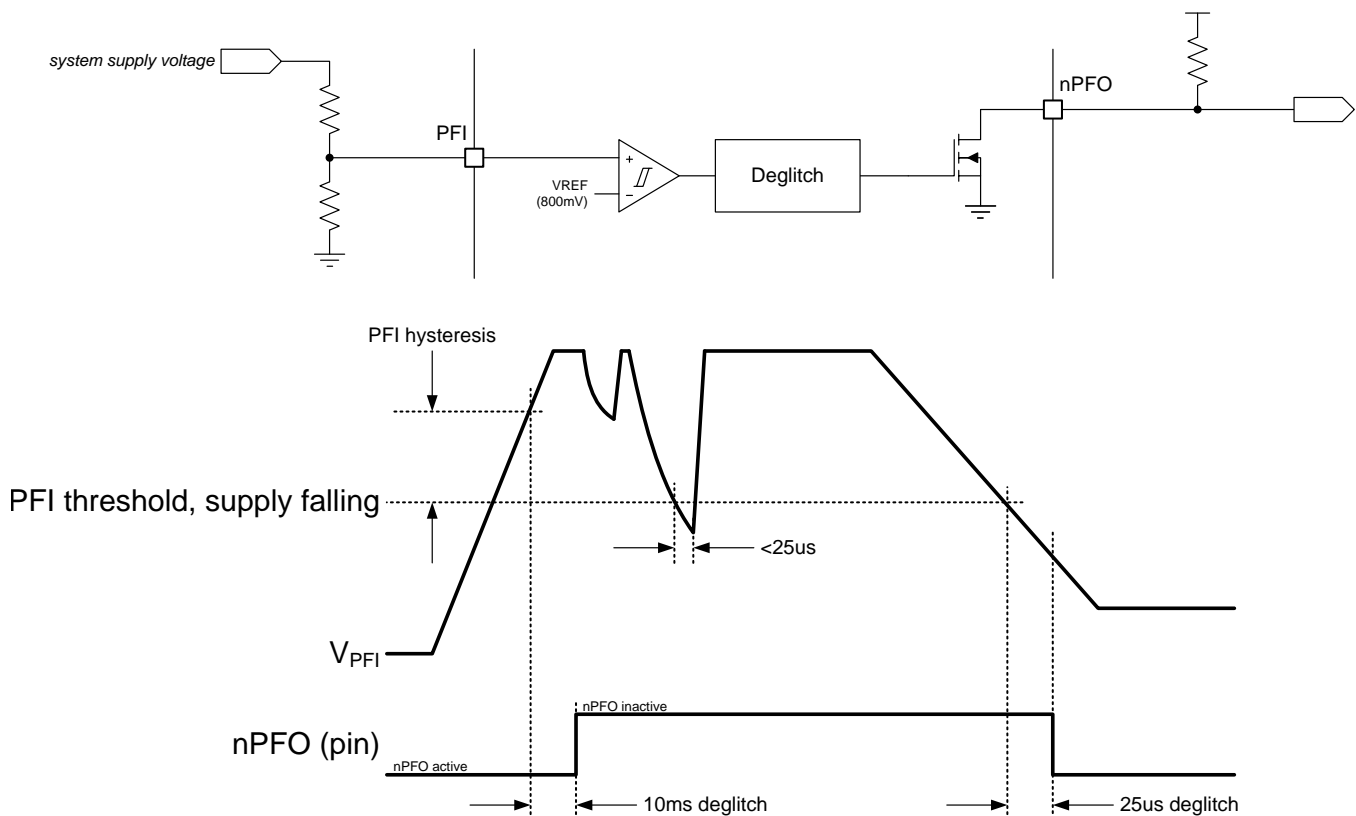 system supply voltage
nPFO
PFI
+
VREF
(800mV)
−
Deglitch
PFI hysteresis
PFI threshold, supply falling
<25us
VPFI
nPFO inactive
nPFO (pin)
nPFO active
10ms deglitch
25us deglitch